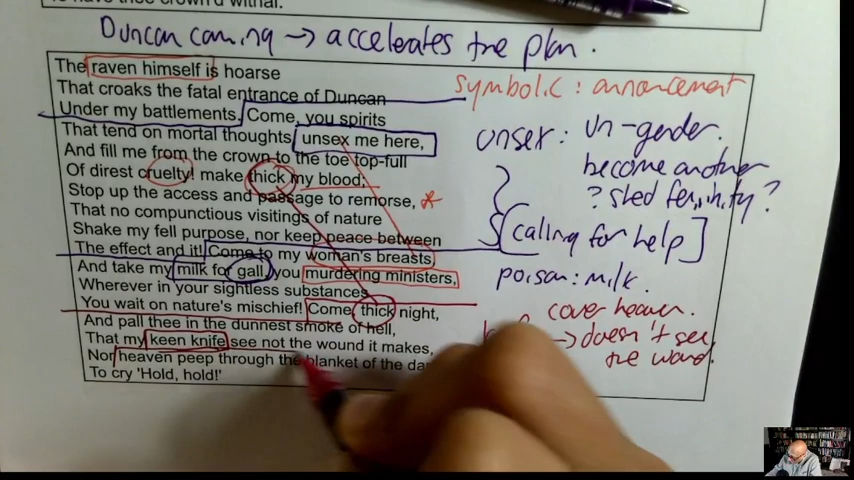 To have thee crown'd withal.
Duncan coming → accelerates the plan.
The raven himself is hoarse
That croaks the fatal entrance of Duncan
Under my battlements. Come, you spirits
That tend on mortal thoughts, unsex me here,
And fill me from the crown to the toe top-full
Of direst cruelty! make thick my blood;
Stop up the access and passage to remorse,
That no compunctious visitings of nature
Shake my fell purpose, nor keep peace between
The effect and it! Come to my woman's breasts,
And take my milk for gall, you murdering ministers,
Wherever in your sightless substances
You wait on nature's mischief! Come, thick night,
And pall thee in the dunnest smoke of hell,
That my keen knife see not the wound it makes,
Nor heaven peep through the blanket of the
To cry 'Hold, hold!'
symbolic: announcement
unsex: un-gender.
become another
? shed femininity?
[calling for help]
poison: milk.
cover heaven.
→ doesn't see
the wound.